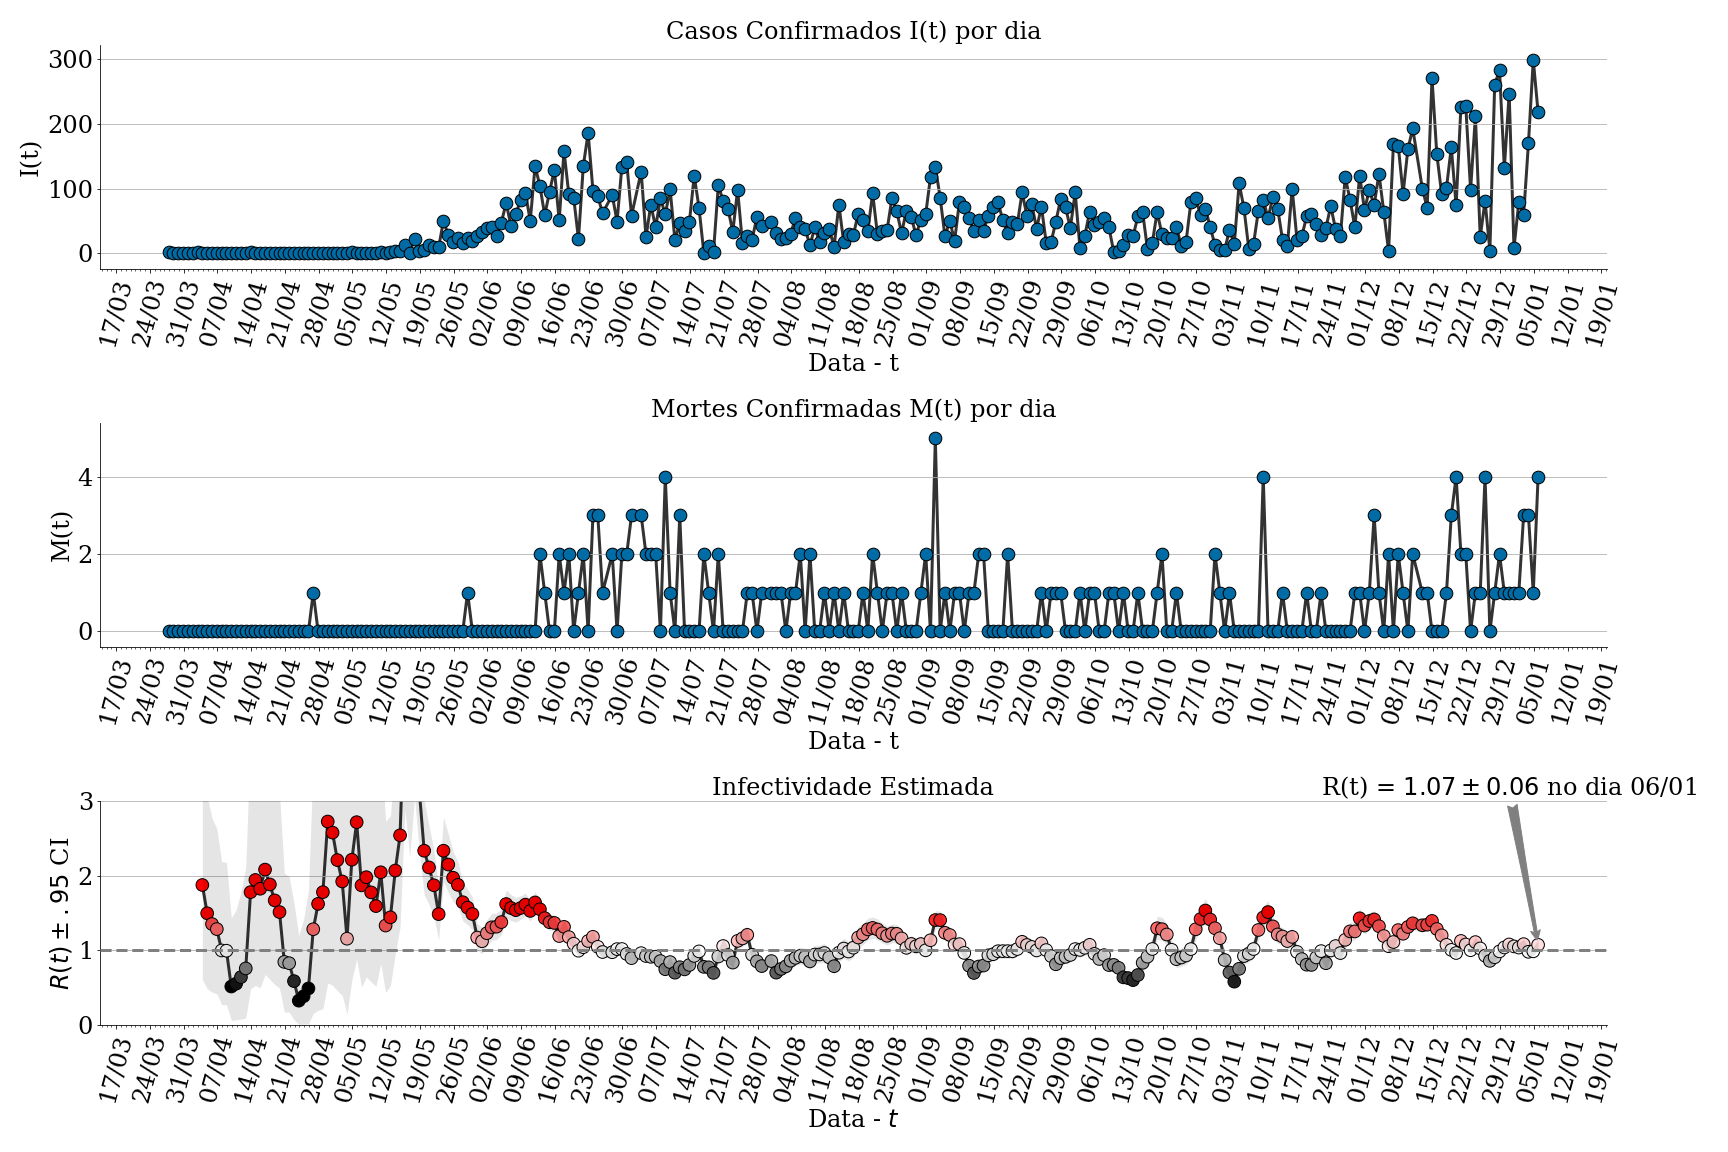 Casos Confirmados I(t) por dia
I(t)
300
200
100
0
17/03 24/03 31/03 07/04 14/04 21/04 28/04 05/05 12/05 19/05 26/05 02/06 09/06 16/06 23/06 30/06 07/07 14/07 21/07 28/07 04/08 11/08 18/08 25/08 01/09 08/09 15/09 22/09 29/09 06/10 13/10 20/10 27/10 03/11 10/11 17/11 24/11 01/12 08/12 15/12 22/12 29/12 05/01 12/01 19/01
Data - t
Mortes Confirmadas M(t) por dia
M(t)
4
2
0
17/03 24/03 31/03 07/04 14/04 21/04 28/04 05/05 12/05 19/05 26/05 02/06 09/06 16/06 23/06 30/06 07/07 14/07 21/07 28/07 04/08 11/08 18/08 25/08 01/09 08/09 15/09 22/09 29/09 06/10 13/10 20/10 27/10 03/11 10/11 17/11 24/11 01/12 08/12 15/12 22/12 29/12 05/01 12/01 19/01
Data - t
Infectividade Estimada
R(t) = 1.07 ± 0.06 no dia 06/01
R(t) ± .95 CI
3
2
1
0
17/03 24/03 31/03 07/04 14/04 21/04 28/04 05/05 12/05 19/05 26/05 02/06 09/06 16/06 23/06 30/06 07/07 14/07 21/07 28/07 04/08 11/08 18/08 25/08 01/09 08/09 15/09 22/09 29/09 06/10 13/10 20/10 27/10 03/11 10/11 17/11 24/11 01/12 08/12 15/12 22/12 29/12 05/01 12/01 19/01
Data - t